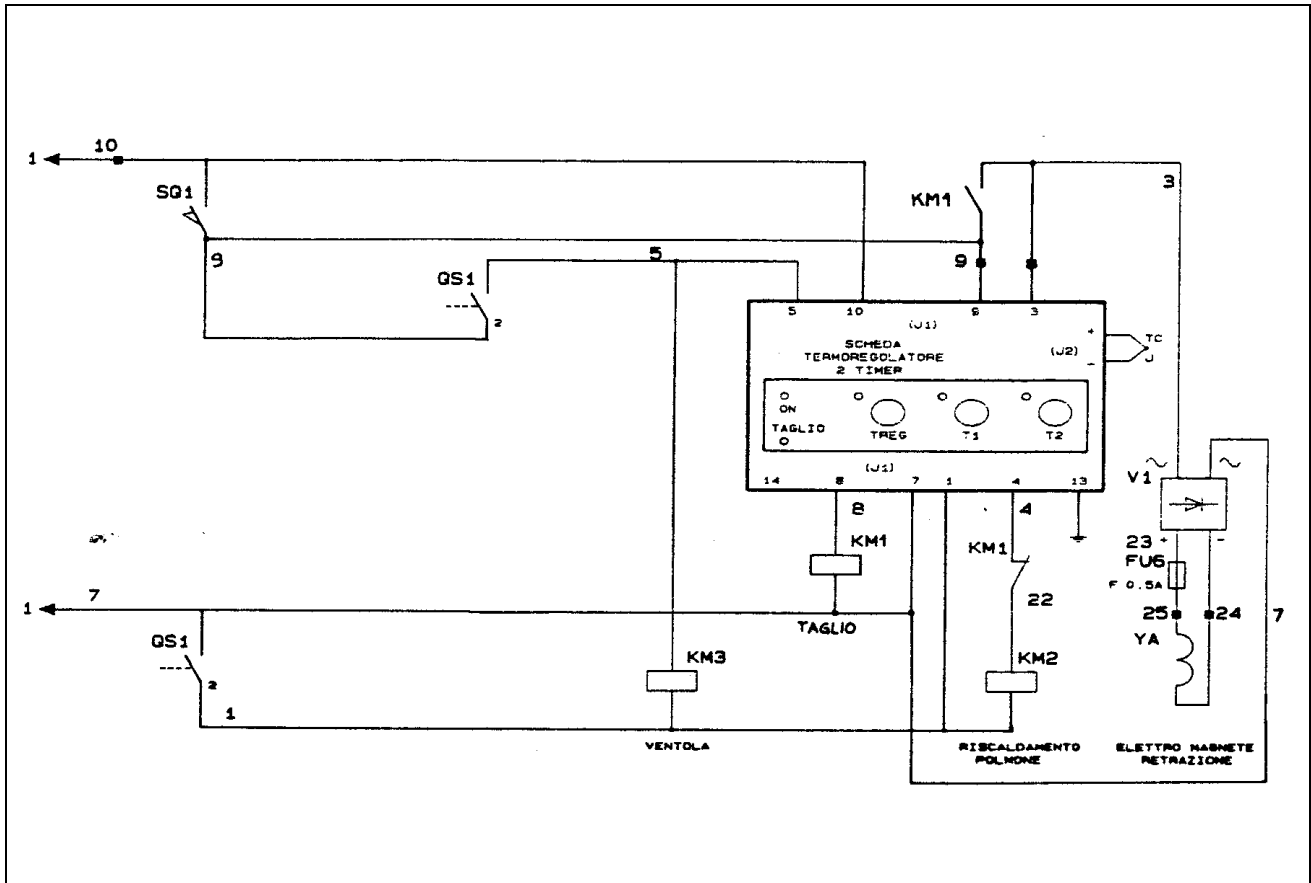 10
1
SQ1
KM1
3
9
5
9
QS1
2
5 10 9 3
(J1)
SCHEDA
TERMOREGOLATORE
2 TIMER
+
(J2)
-
TC
J
ON
TAGLIO
TREG T1 T2
(J1)
14 8 7 1 4 13
V1
8
4
KM1
KM1
23 + -
FU6
F 0.5A
22
7
1
25 24 7
TAGLIO
YA
QS1
2
KM3
KM2
1
VENTOLA
RISCALDAMENTO
POLMONE
ELETTRO MAGNETE
RETRAZIONE